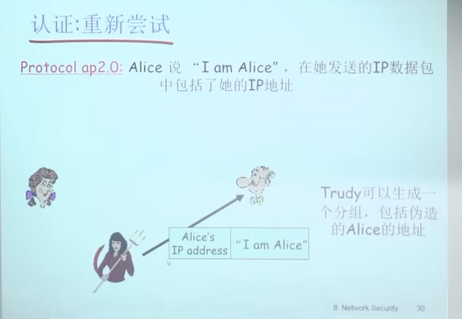 认证:重新尝试
Protocol ap2.0: Alice 说 “I am Alice”, 在她发送的IP数据包
中包括了她的IP地址
Trudy可以生成一
个分组,包括伪造
的Alice的地址
Alice's
IP address
“I am Alice”
8: Network Security 30